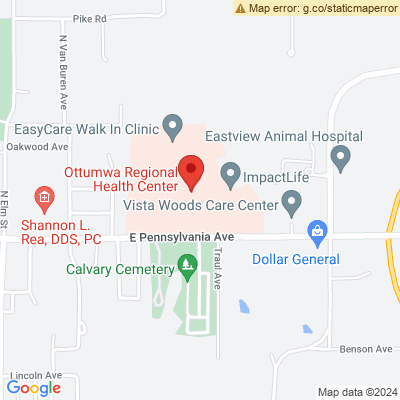 Map error: g.co/staticmaperror
Pike Rd
N Van Buren Ave
EasyCare Walk In Clinic
Eastview Animal Hospital
Oakwood Ave
Ottumwa Regional
Health Center
ImpactLife
N Elm St
Vista Woods Care Center
Shannon L.
Rea, DDS, PC
E Pennsylvania Ave
Calvary Cemetery
Traul Ave
Dollar General
Benson Ave
Lincoln Ave
Google
Map data ©2024